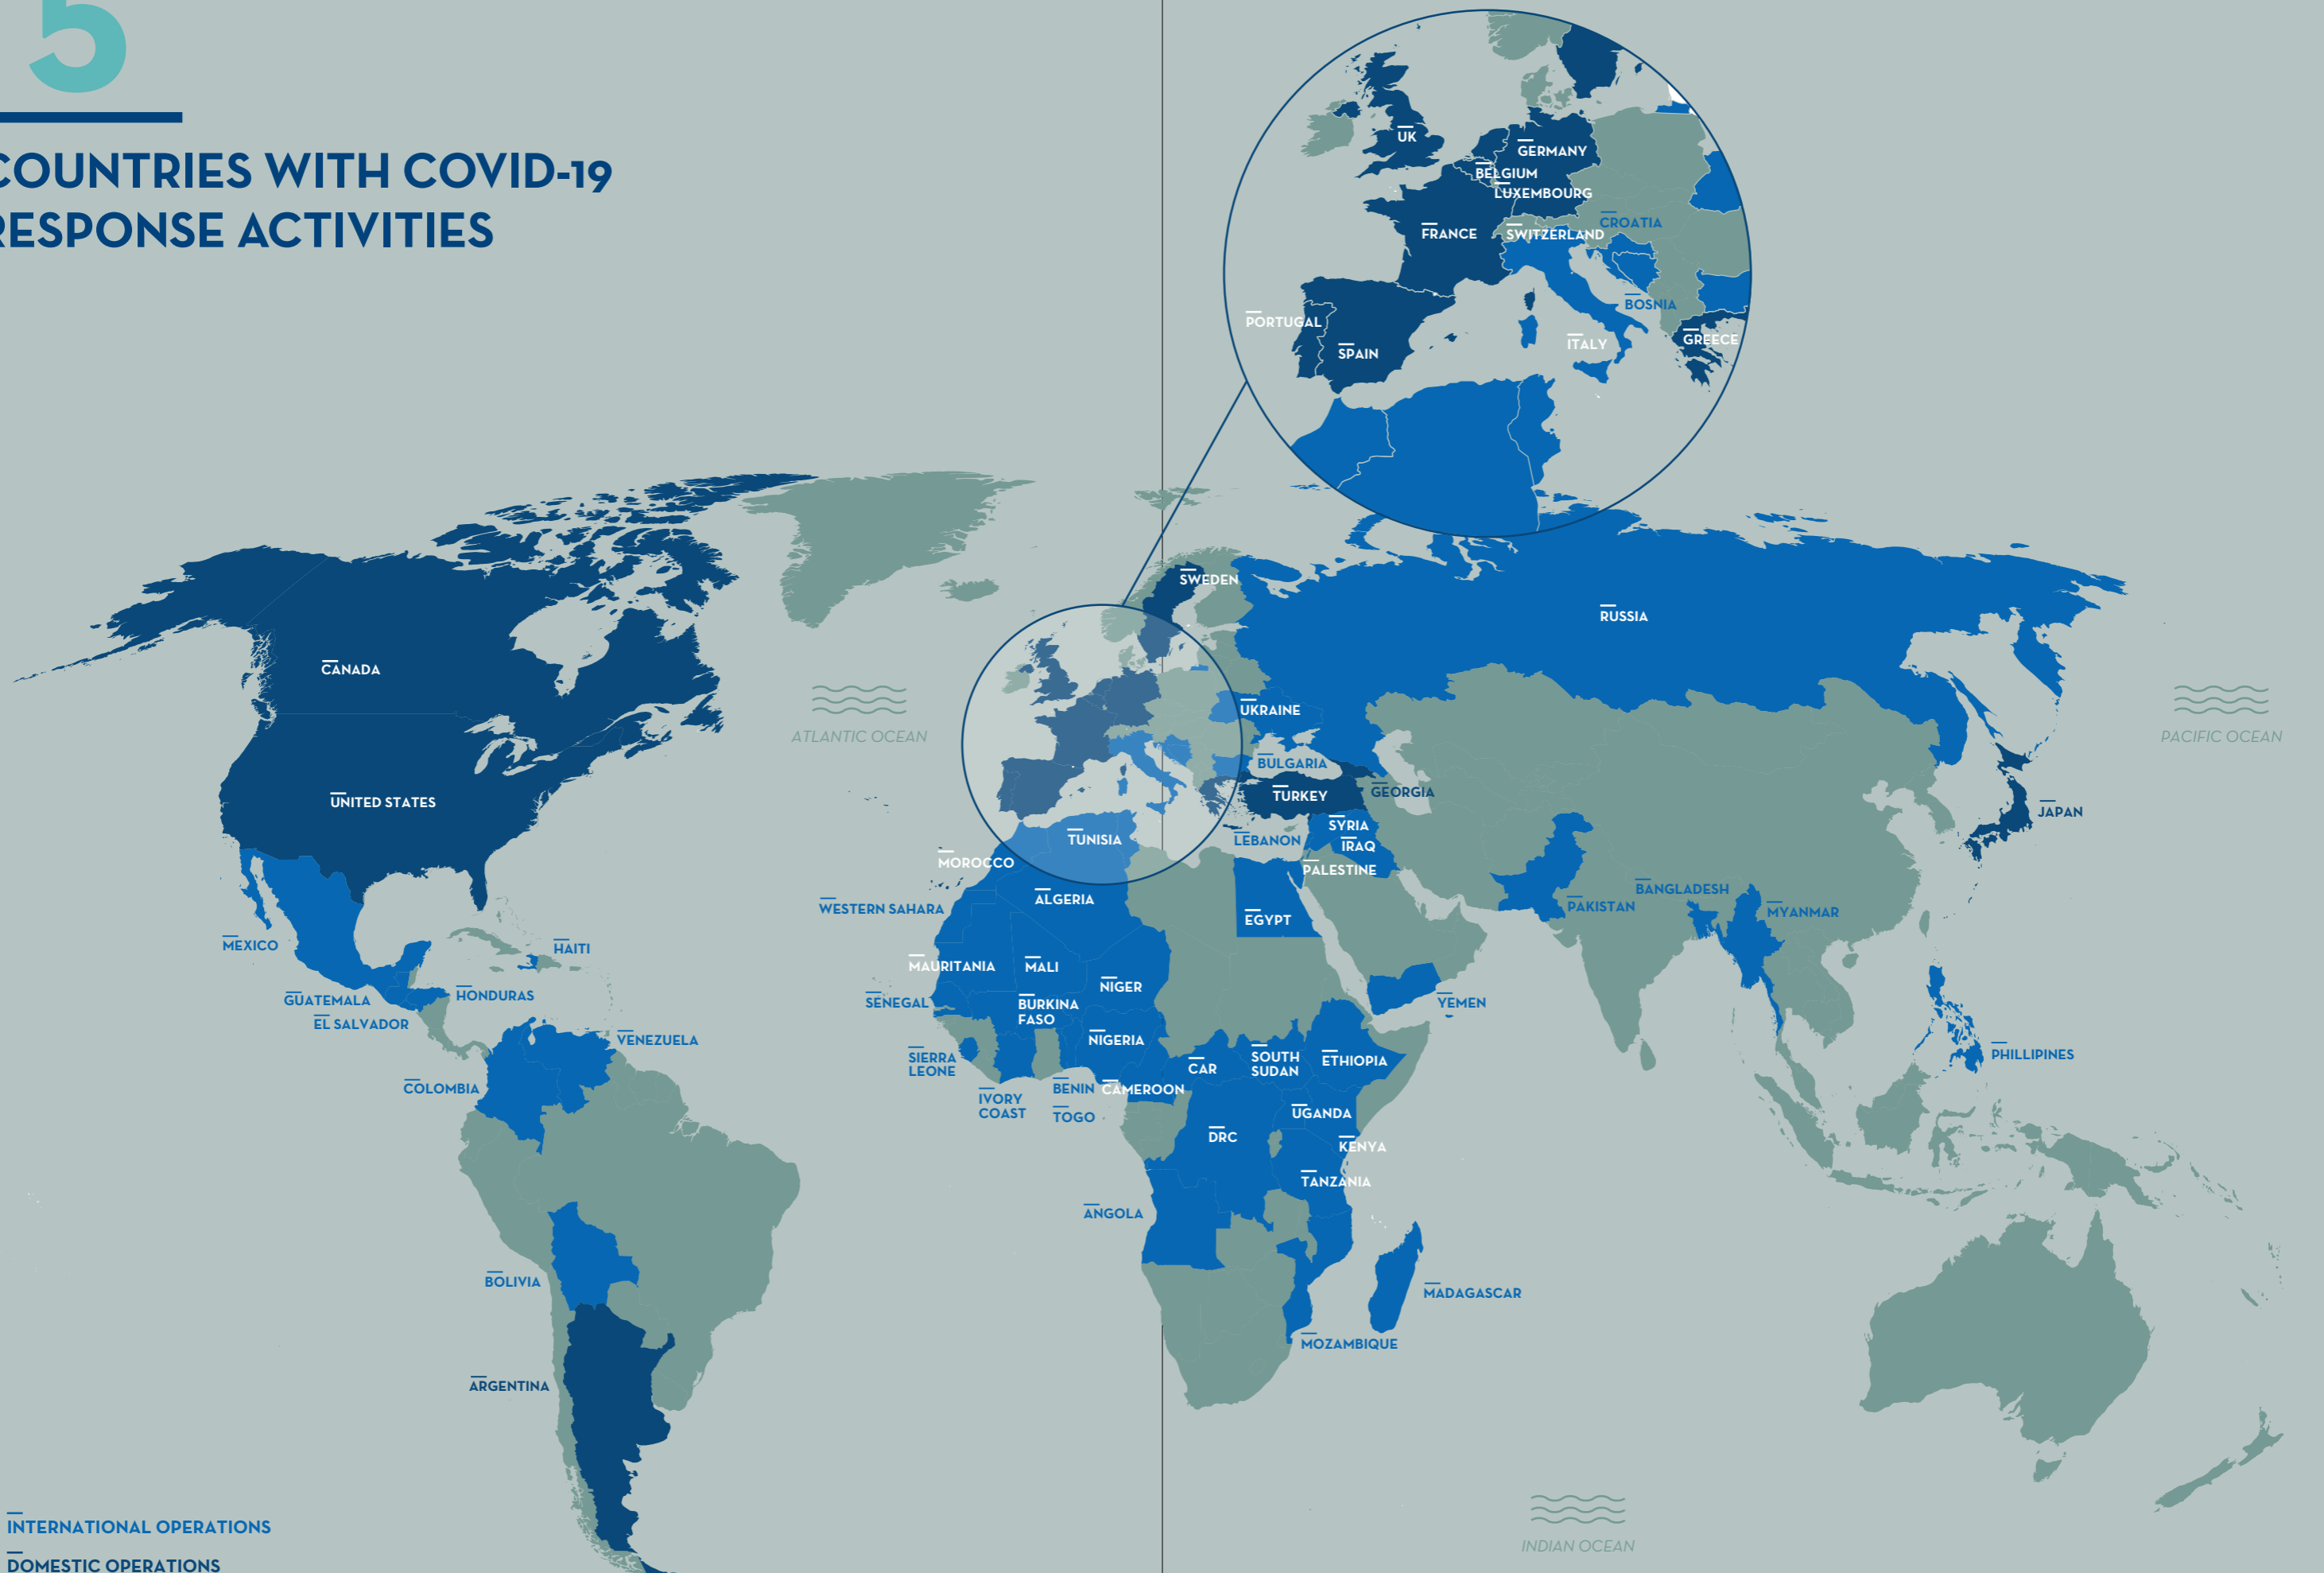 5
COUNTRIES WITH COVID-19
RESPONSE ACTIVITIES
UK
GERMANY
BELGIUM
LUXEMBOURG
CROATIA
FRANCE
SWITZERLAND
BOSNIA
PORTUGAL
SPAIN
ITALY
GREECE
SWEDEN
RUSSIA
CANADA
UKRAINE
ATLANTIC OCEAN
PACIFIC OCEAN
BULGARIA
UNITED STATES
TURKEY
GEORGIA
JAPAN
SYRIA
TUNISIA
LEBANON
IRAQ
MOROCCO
PALESTINE
ALGERIA
BANGLADESH
WESTERN SAHARA
PAKISTAN
MYANMAR
EGYPT
MEXICO
HAITI
MAURITANIA
MALI
NIGER
GUATEMALA
HONDURAS
SENEGAL
BURKINA
FASO
YEMEN
EL SALVADOR
VENEZUELA
NIGERIA
SIERRA
LEONE
SOUTH
SUDAN
ETHIOPIA
PHILLIPINES
CAR
COLOMBIA
BENIN
CAMEROON
IVORY
COAST
TOGO
UGANDA
DRC
KENYA
TANZANIA
ANGOLA
BOLIVIA
MADAGASCAR
MOZAMBIQUE
ARGENTINA
INTERNATIONAL OPERATIONS
DOMESTIC OPERATIONS
INDIAN OCEAN